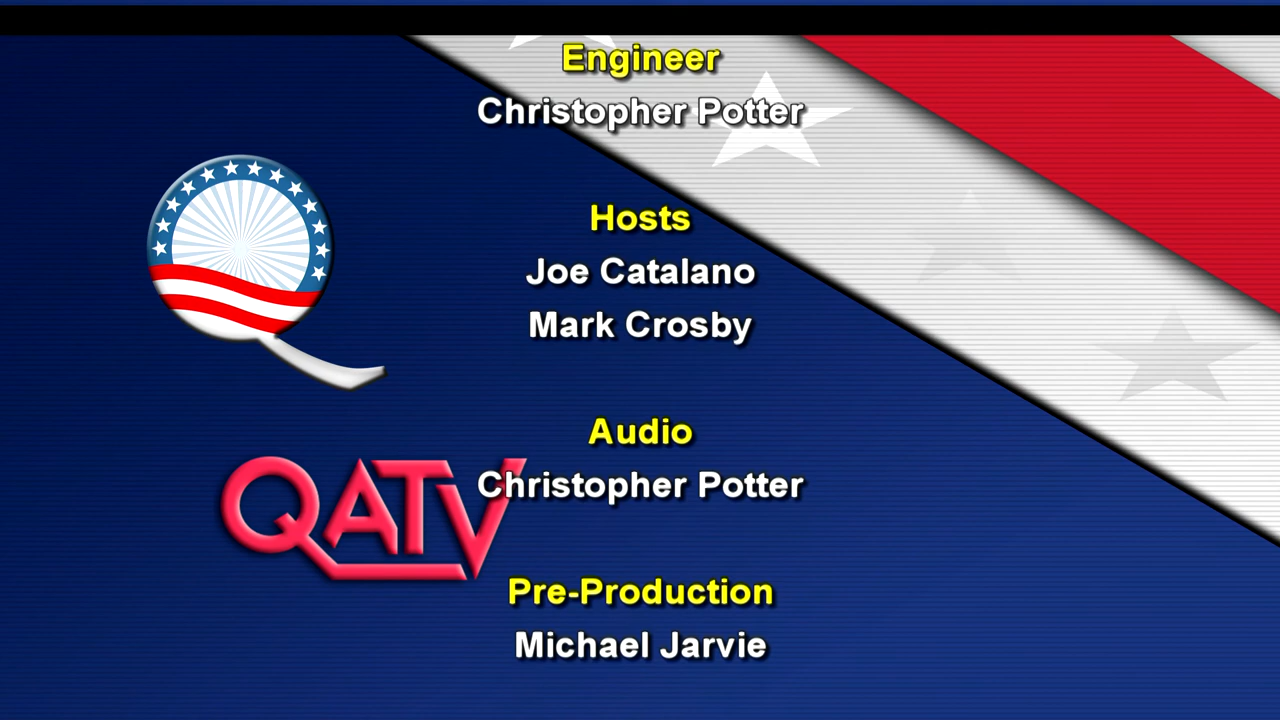 Engineer
Christopher Potter
Hosts
Joe Catalano
Mark Crosby
Audio
QATV
Christopher Potter
Pre-Production
Michael Jarvie